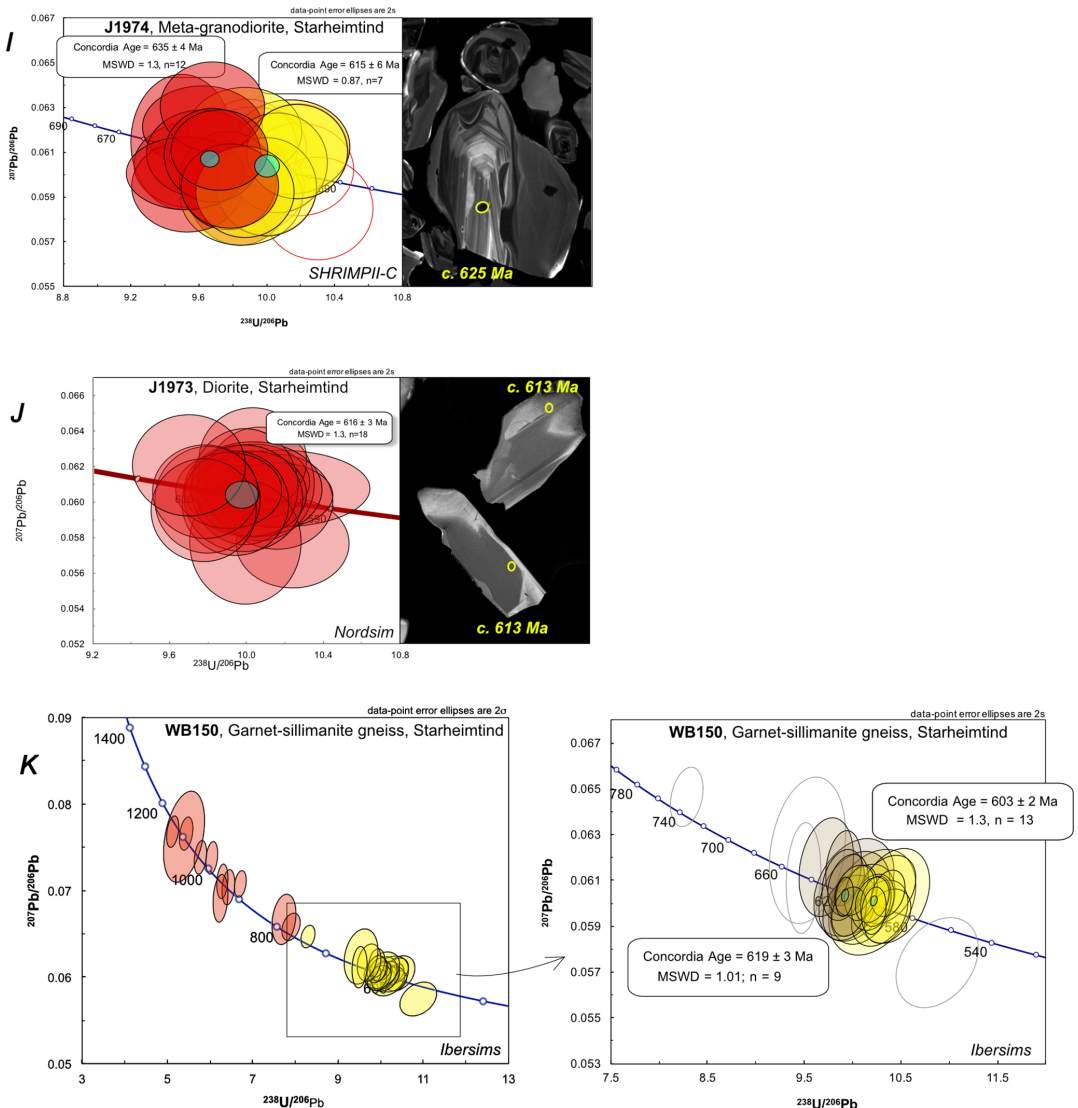 I
data-point error ellipses are 2s
J1974, Meta-granodiorite, Starheimtind
Concordia Age = 635 ± 4 Ma
MSWD = 1.3, n=12
Concordia Age = 615 ± 6 Ma
MSWD = 0.87, n=7
0.067
0.065
0.063
0.061
0.059
0.057
0.055
207Pb/206Pb
690
670
SHRIMPII-C
8.8
9.2
9.6
10.0
10.4
10.8
238U/206Pb
c. 625 Ma
J
data-point error ellipses are 2s
J1973, Diorite, Starheimtind
Concordia Age = 616 ± 3 Ma
MSWD = 1.3, n=18
0.066
0.064
0.062
0.060
0.058
0.056
0.054
0.052
207Pb/206Pb
590
Nordsim
9.2
9.6
10.0
10.4
10.8
238U/206Pb
c. 613 Ma
c. 613 Ma
K
data-point error ellipses are 2σ
WB150, Garnet-sillimanite gneiss, Starheimtind
0.09
0.08
0.07
0.06
0.05
207Pb/206Pb
1400
1200
1000
800
Ibersims
3
5
7
9
11
13
238U/206Pb
data-point error ellipses are 2s
WB150, Garnet-sillimanite gneiss, Starheimtind
Concordia Age = 603 ± 2 Ma
MSWD = 1.3, n = 13
Concordia Age = 619 ± 3 Ma
MSWD = 1.01; n = 9
0.067
0.065
0.063
0.061
0.059
0.057
0.055
0.053
207Pb/206Pb
780
740
700
660
580
540
Ibersims
7.5
8.5
9.5
10.5
11.5
238U/206Pb